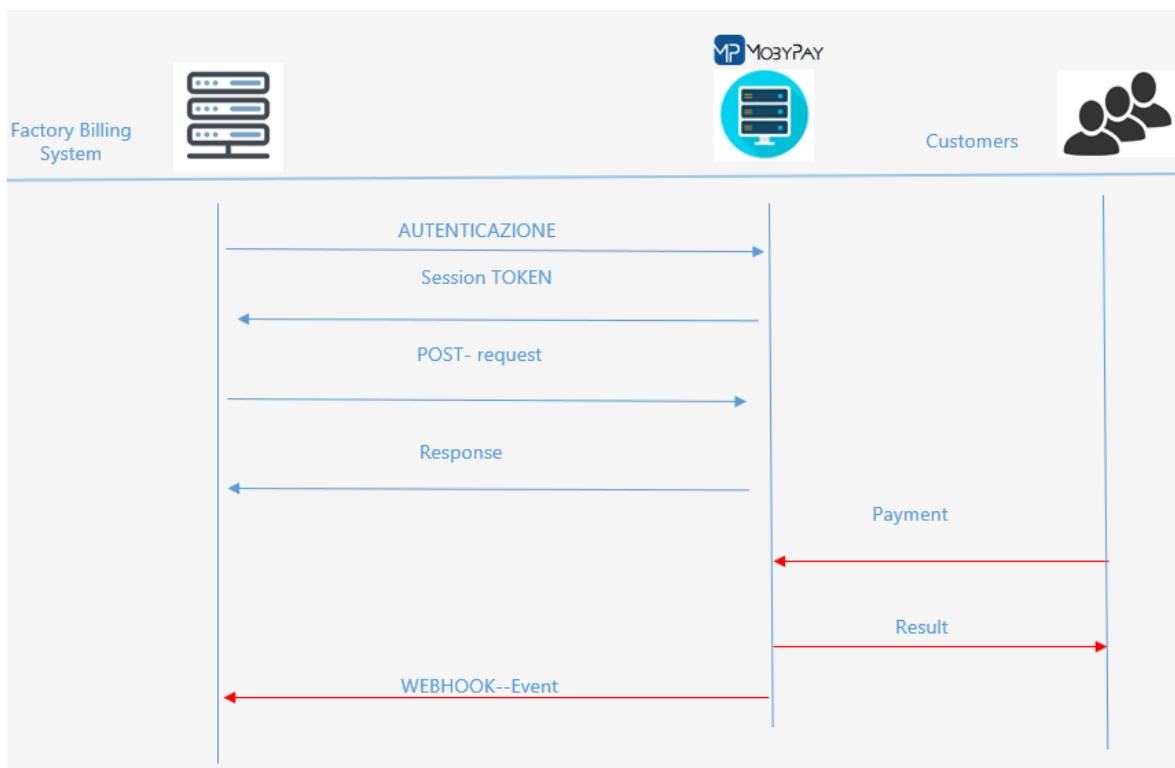 MP MOBYPAY
Factory Billing
System
Customers
AUTENTICAZIONE
Session TOKEN
POST- request
Response
Payment
Result
WEBHOOK--Event